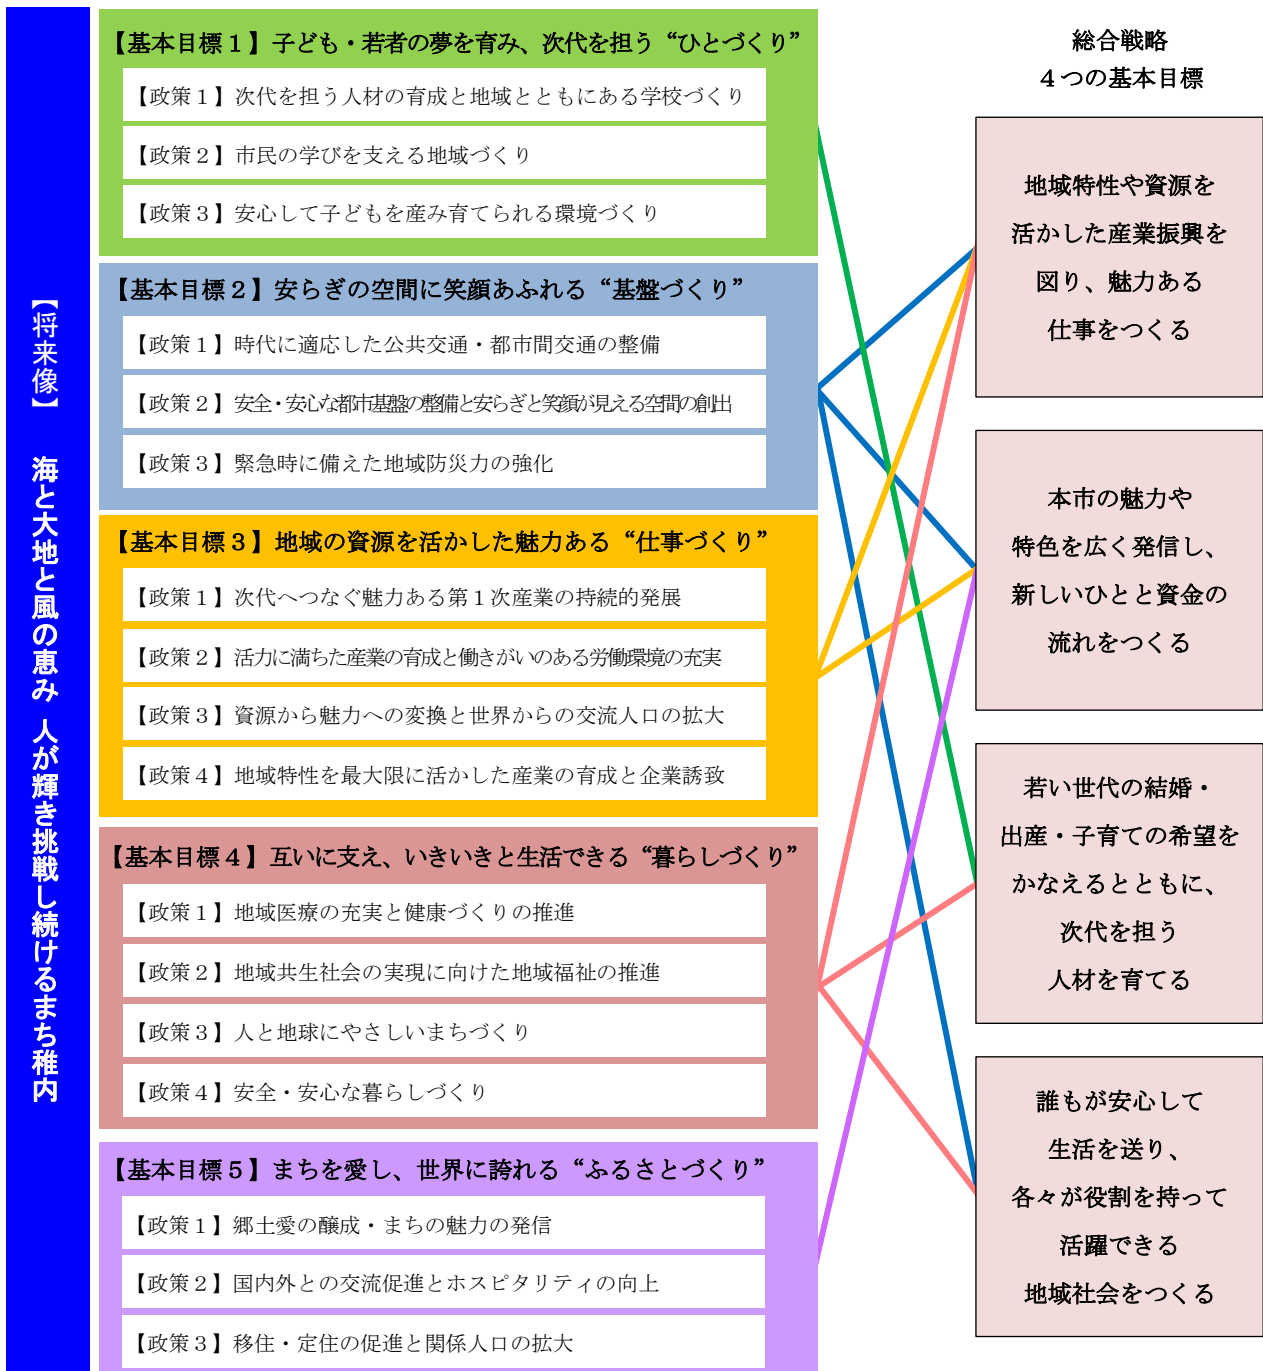 【将来像】 海と大地と風の恵み 人が輝き挑戦し続けるまち稚内
【基本目標１】子ども・若者の夢を育み、次代を担う“ひとづくり”
【政策１】次代を担う人材の育成と地域とともにある学校づくり
【政策２】市民の学びを支える地域づくり
【政策３】安心して子どもを産み育てられる環境づくり
【基本目標２】安らぎの空間に笑顔あふれる“基盤づくり”
【政策１】時代に適応した公共交通・都市間交通の整備
【政策２】安全・安心な都市基盤の整備と安らぎと笑顔が見える空間の創出
【政策３】緊急時に備えた地域防災力の強化
【基本目標３】地域の資源を活かした魅力ある“仕事づくり”
【政策１】次代へつなぐ魅力ある第１次産業の持続的発展
【政策２】活力に満ちた産業の育成と働きがいのある労働環境の充実
【政策３】資源から魅力への変換と世界からの交流人口の拡大
【政策４】地域特性を最大限に活かした産業の育成と企業誘致
【基本目標４】互いに支え、いきいきと生活できる“暮らしづくり”
【政策１】地域医療の充実と健康づくりの推進
【政策２】地域共生社会の実現に向けた地域福祉の推進
【政策３】人と地球にやさしいまちづくり
【政策４】安全・安心な暮らしづくり
【基本目標５】まちを愛し、世界に誇れる“ふるさとづくり”
【政策１】郷土愛の醸成・まちの魅力の発信
【政策２】国内外との交流促進とホスピタリティの向上
【政策３】移住・定住の促進と関係人口の拡大
総合戦略
４つの基本目標
地域特性や資源を
活かした産業振興を
図り、魅力ある
仕事をつくる
本市の魅力や
特色を広く発信し、
新しいひとと資金の
流れをつくる
若い世代の結婚・
出産・子育ての希望を
かなえるとともに、
次代を担う
人材を育てる
誰もが安心して
生活を送り、
各々が役割を持って
活躍できる
地域社会をつくる